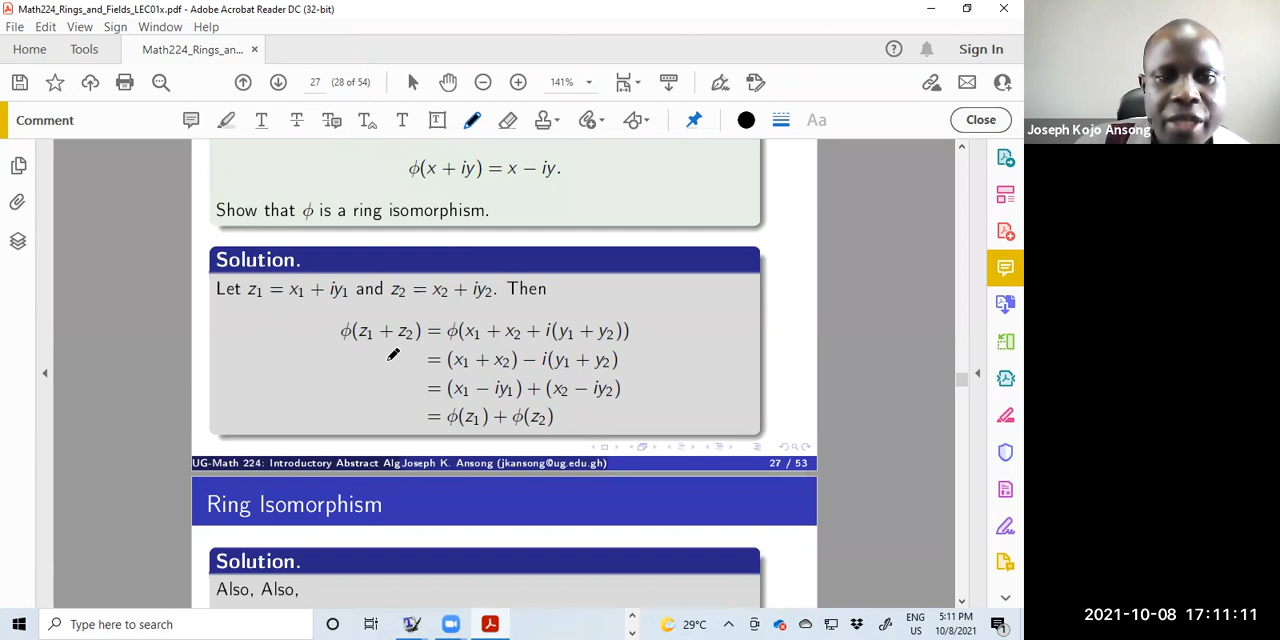 Math224_Rings_and_Fields_LEC01x.pdf - Adobe Acrobat Reader DC (32-bit)
File Edit View Sign Window Help
Home Tools Math224_Rings_an... × Sign In
27 (28 of 54) 141%
Comment Aa Close
Joseph Kojo Ansong
ϕ(x + iy) = x − iy.
Show that ϕ is a ring isomorphism.
Solution.
Let z₁ = x₁ + iy₁ and z₂ = x₂ + iy₂. Then
ϕ(z₁ + z₂) = ϕ(x₁ + x₂ + i(y₁ + y₂))
= (x₁ + x₂) − i(y₁ + y₂)
= (x₁ − iy₁) + (x₂ − iy₂)
= ϕ(z₁) + ϕ(z₂)
UG-Math 224: Introductory Abstract Alg Joseph K. Ansong (jkansong@ug.edu.gh) 27 / 53
Ring Isomorphism
Solution.
Also, Also,
Type here to search
29°C
ENG
US
5:11 PM
10/8/2021
2021-10-08 17:11:11